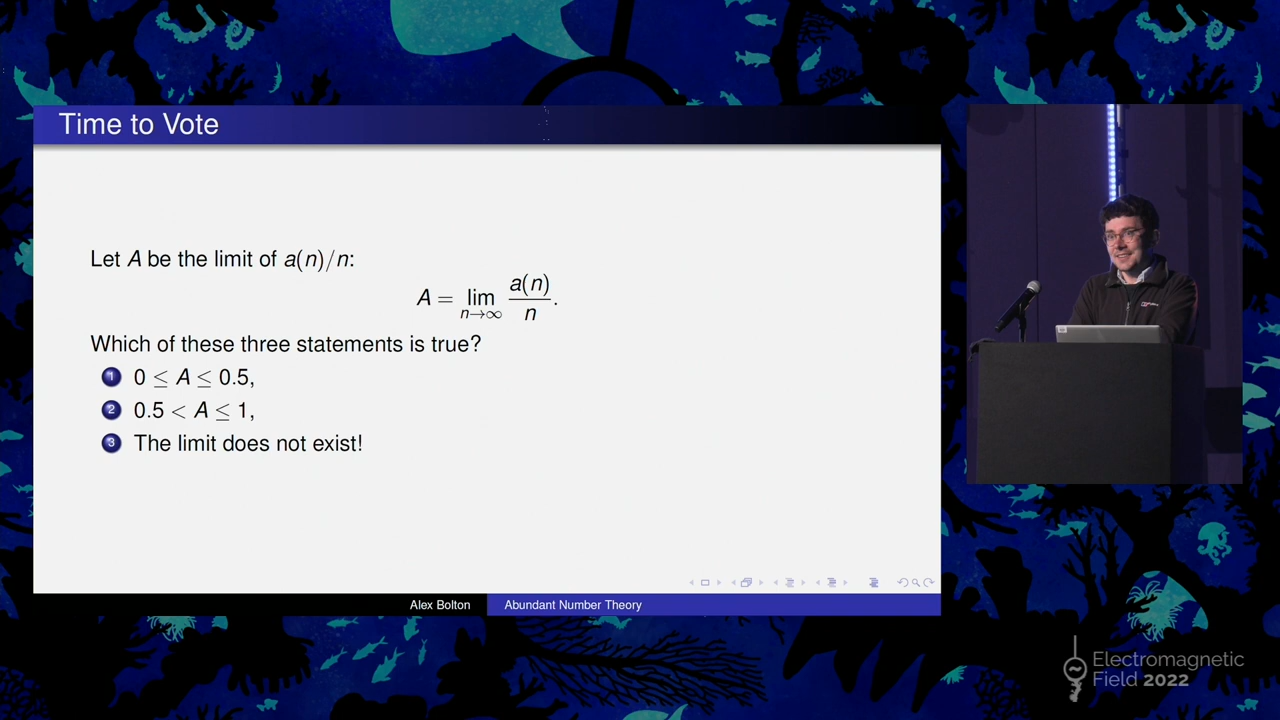 Time to Vote
Let A be the limit of a(n)/n:
A = lim n→∞ a(n)/n.
Which of these three statements is true?
1 0 ≤ A ≤ 0.5,
2 0.5 < A ≤ 1,
3 The limit does not exist!
Alex Bolton
Abundant Number Theory
Electromagnetic
Field 2022